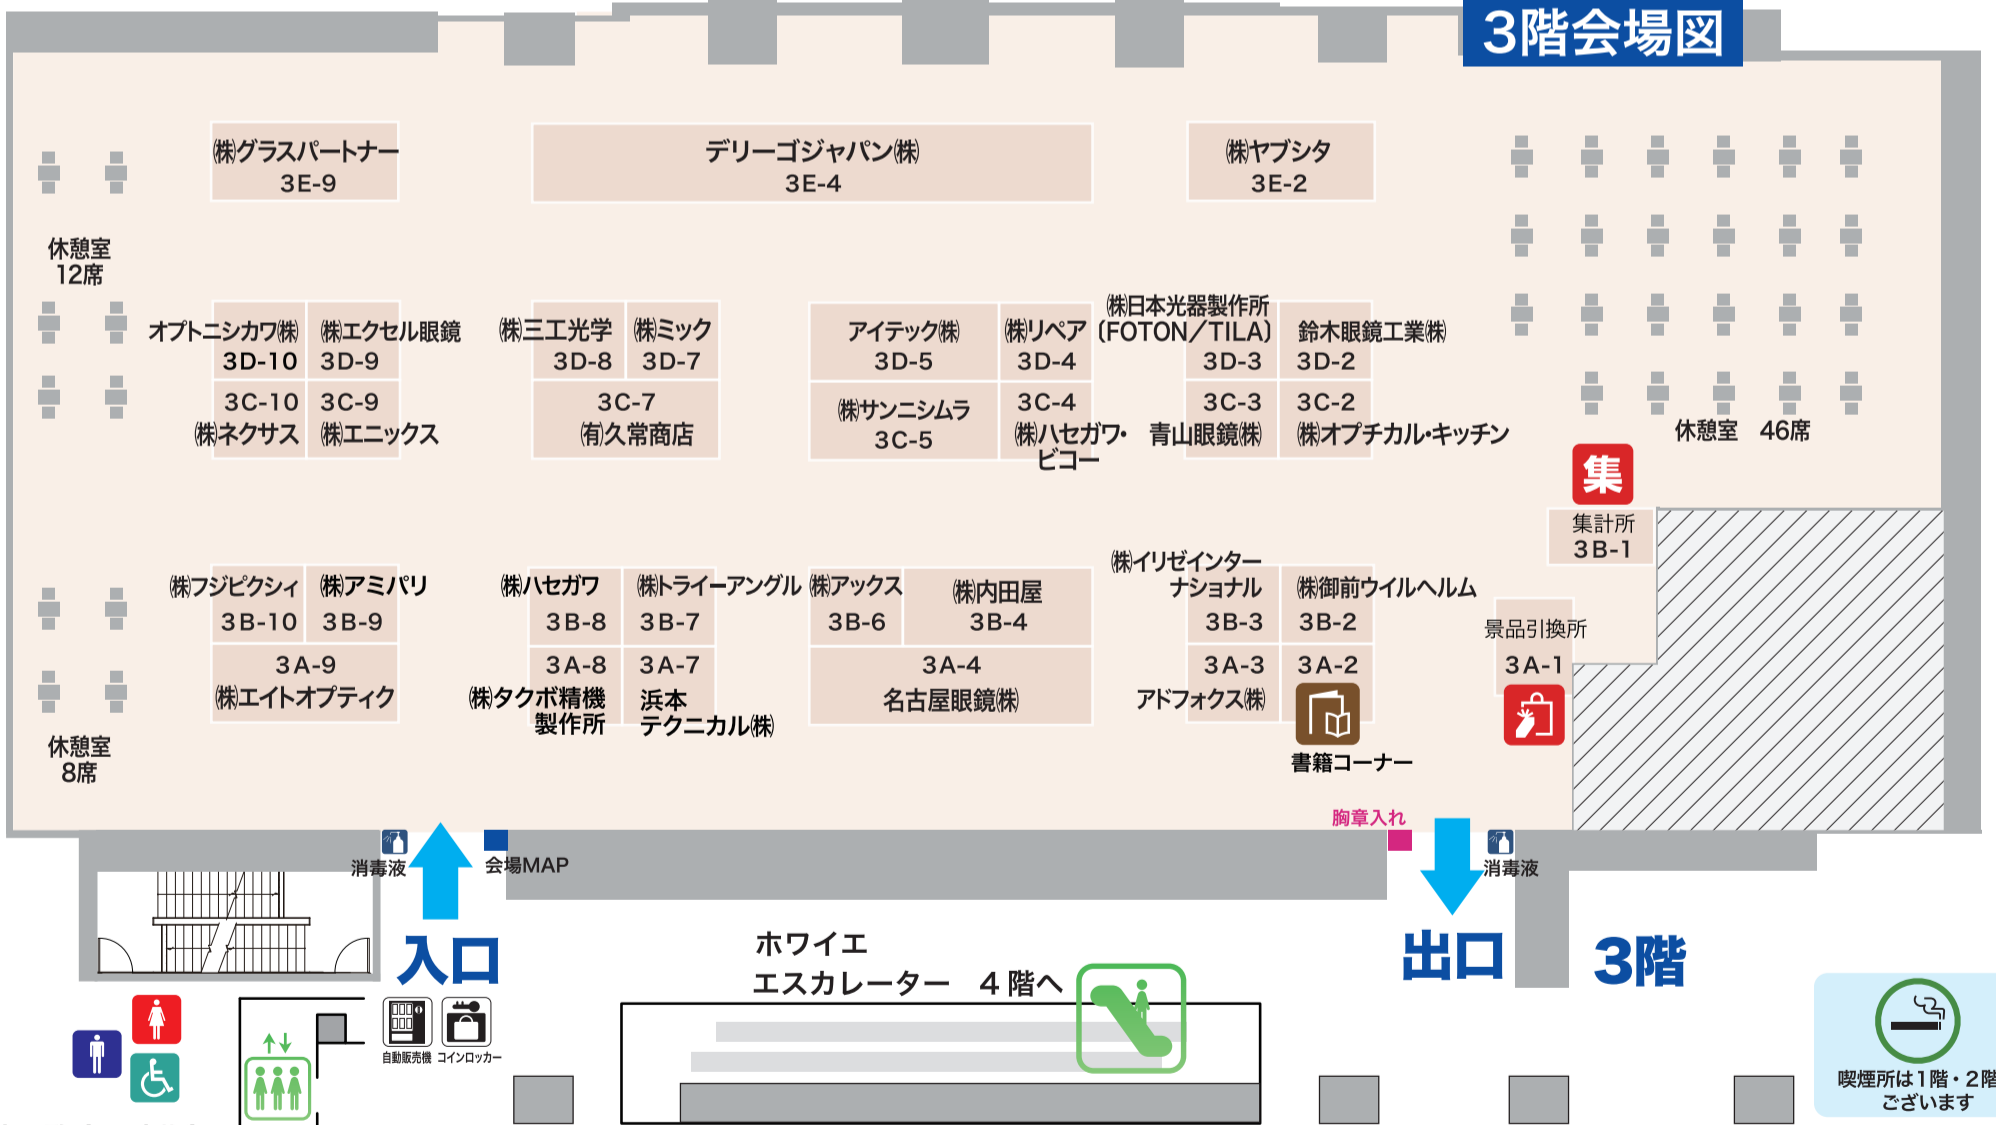 3階会場図
㈱グラスパートナー
3E-9
デリーゴジャパン㈱
3E-4
㈱ヤブシタ
3E-2
休憩室
12席
オプトニシカワ㈱
3D-10
㈱エクセル眼鏡
3D-9
㈱三工光学
3D-8
㈱ミック
3D-7
アイテック㈱
3D-5
㈱リペア
3D-4
㈱日本光器製作所
(FOTON/TILA)
3D-3
鈴木眼鏡工業㈱
3D-2
3C-10
㈱ネクサス
3C-9
㈱エニックス
3C-7
㈲久常商店
㈱サンニシムラ
3C-5
3C-4
㈱ハセガワ・
ビコー
3C-3
青山眼鏡㈱
3C-2
㈱オプチカル・キッチン
休憩室 46席
集
集計所
3B-1
㈱フジピクシィ
3B-10
㈱アミパリ
3B-9
㈱ハセガワ
3B-8
㈱トライーアングル
3B-7
㈱アックス
3B-6
㈱内田屋
3B-4
㈱イリゼインター
ナショナル
3B-3
㈱御前ウイルヘルム
3B-2
景品引換所
3A-1
3A-9
㈱エイトオプティク
3A-8
㈱タクボ精機
製作所
3A-7
浜本
テクニカル㈱
3A-4
名古屋眼鏡㈱
3A-3
アドフォクス㈱
3A-2
書籍コーナー
休憩室
8席
胸章入れ
消毒液
会場MAP
消毒液
入口
出口
3階
ホワイエ
エスカレーター 4階へ
自動販売機
コインロッカー
喫煙所は1階・2階
ございます